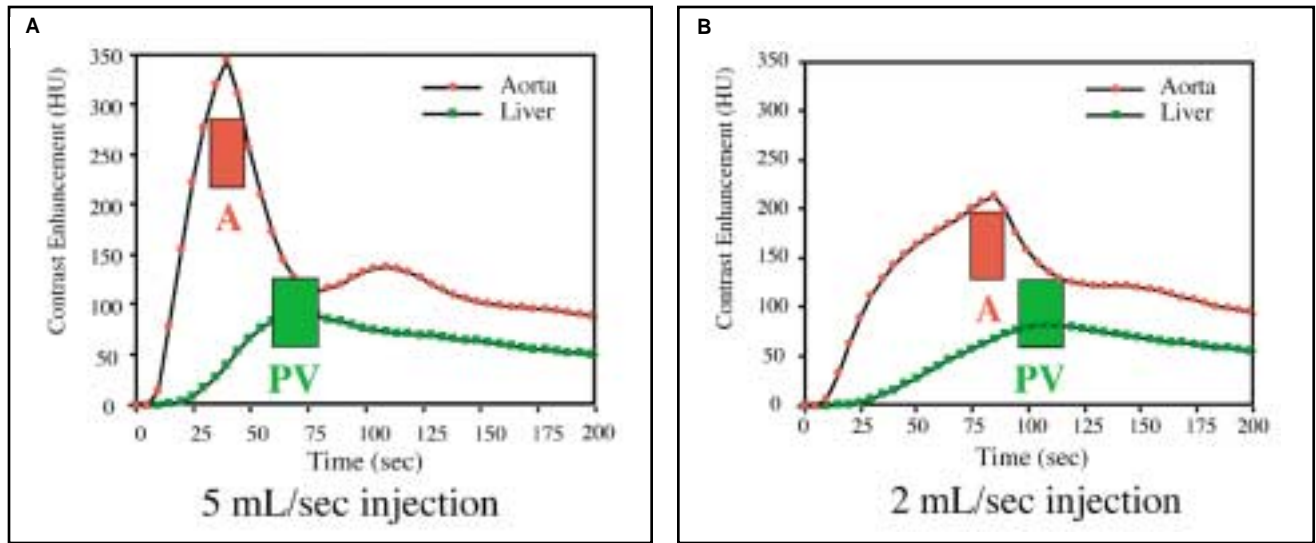 A
Contrast Enhancement (HU)
350
300
250
200
150
100
50
0
Aorta
Liver
A
PV
0 25 50 75 100 125 150 175 200
Time (sec)
5 mL/sec injection
B
Contrast Enhancement (HU)
350
300
250
200
150
100
50
0
Aorta
Liver
A
PV
0 25 50 75 100 125 150 175 200
Time (sec)
2 mL/sec injection